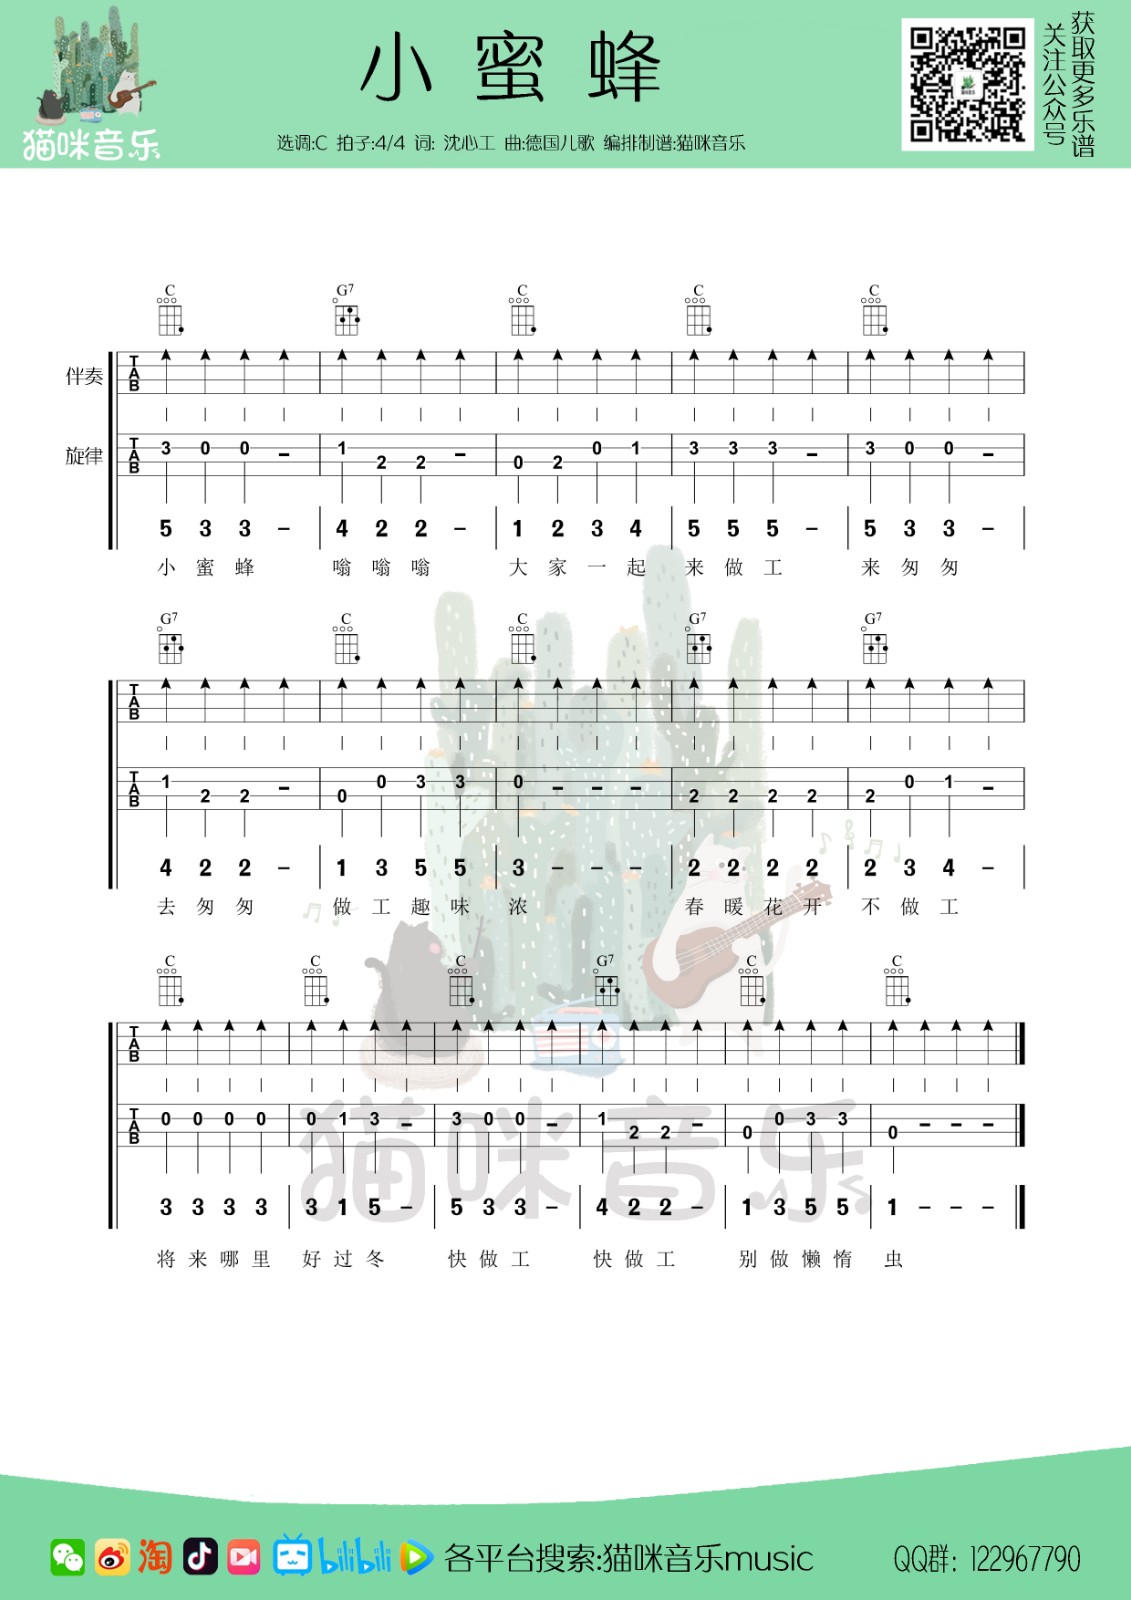 小蜜蜂
猫咪音乐
选调:C 拍子:4/4 词: 沈心工 曲:德国儿歌 编排制谱:猫咪音乐
获取更多乐谱
关注公众号
C G7 C C C
伴奏 TAB
旋律 TAB 3 0 0 – 1 2 2 – 0 2 0 1 3 3 3 – 3 0 0 –
5 3 3 – 4 2 2 – 1 2 3 4 5 5 5 – 5 3 3 –
小蜜蜂 嗡嗡嗡 大家一起 来做工 来匆匆
G7 C C G7 G7
TAB
TAB 1 2 2 – 0 0 3 3 0 – – – 2 2 2 2 2 0 1 –
4 2 2 – 1 3 5 5 3 – – – 2 2 2 2 2 3 4 –
去匆匆 做工趣味 浓 春暖花开 不做工
C C C G7 C C
TAB
TAB 0 0 0 0 0 1 3 – 3 0 0 – 1 2 2 – 0 0 3 3 0 – – –
3 3 3 3 3 1 5 – 5 3 3 – 4 2 2 – 1 3 5 5 1 – – –
将来哪里 好过冬 快做工 快做工 别做懒惰 虫
猫咪音乐
淘 bilibili 各平台搜索:猫咪音乐music QQ群: 122967790